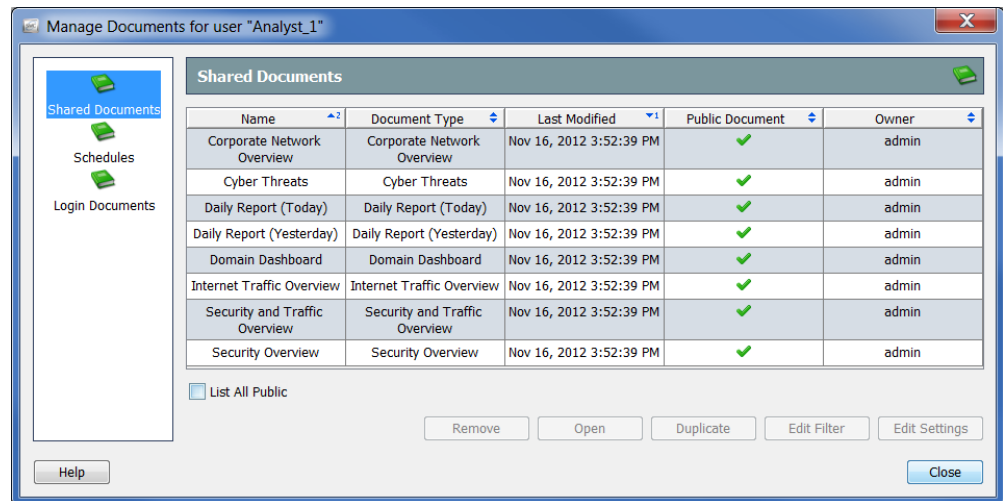 Manage Documents for user "Analyst_1"
X
Shared Documents
Schedules
Login Documents
Shared Documents
Name 2 Document Type Last Modified 1 Public Document Owner
Corporate Network Corporate Network Nov 16, 2012 3:52:39 PM admin
Overview Overview
Cyber Threats Cyber Threats Nov 16, 2012 3:52:39 PM admin
Daily Report (Today) Daily Report (Today) Nov 16, 2012 3:52:39 PM admin
Daily Report (Yesterday) Daily Report (Yesterday) Nov 16, 2012 3:52:39 PM admin
Domain Dashboard Domain Dashboard Nov 16, 2012 3:52:39 PM admin
Internet Traffic Overview Internet Traffic Overview Nov 16, 2012 3:52:39 PM admin
Security and Traffic Security and Traffic Nov 16, 2012 3:52:39 PM admin
Overview Overview
Security Overview Security Overview Nov 16, 2012 3:52:39 PM admin
List All Public
Remove Open Duplicate Edit Filter Edit Settings
Help Close